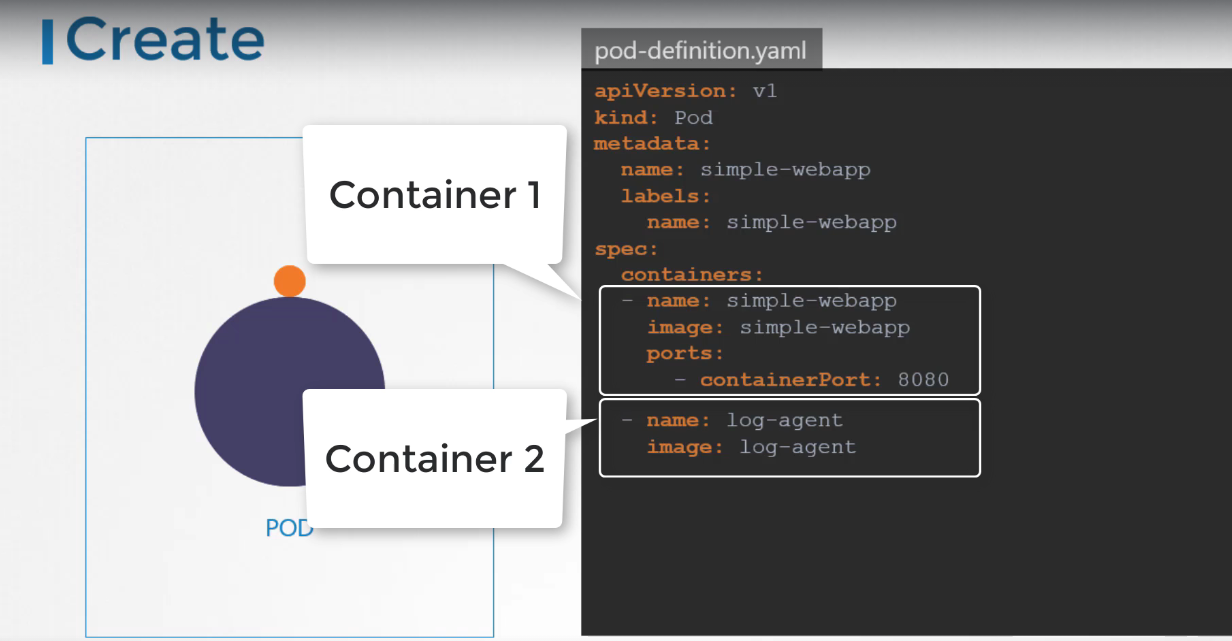 Create
pod-definition.yaml
apiVersion: v1
kind: Pod
metadata:
  name: simple-webapp
  labels:
    name: simple-webapp
spec:
  containers:
  - name: simple-webapp
    image: simple-webapp
    ports:
      - containerPort: 8080
  - name: log-agent
    image: log-agent
Container 1
Container 2
POD